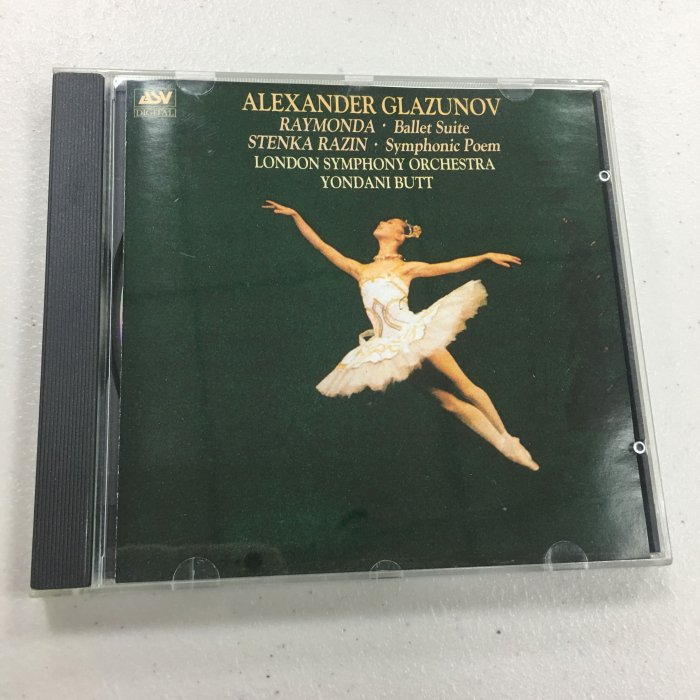 ASV
DIGITAL
ALEXANDER GLAZUNOV
RAYMONDA · Ballet Suite
STENKA RAZIN · Symphonic Poem
LONDON SYMPHONY ORCHESTRA
YONDANI BUTT